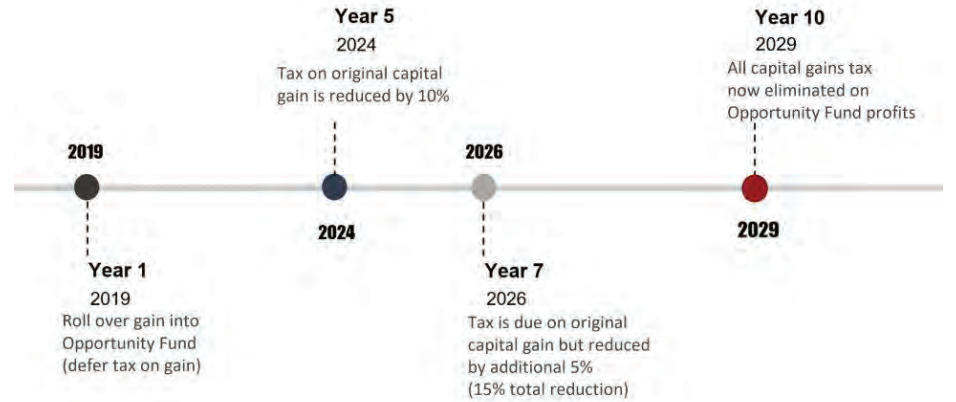 Year 5
2024
Tax on original capital
gain is reduced by 10%
Year 10
2029
All capital gains tax
now eliminated on
Opportunity Fund profits
2019
2026
2024
2029
Year 1
2019
Roll over gain into
Opportunity Fund
(defer tax on gain)
Year 7
2026
Tax is due on original
capital gain but reduced
by additional 5%
(15% total reduction)